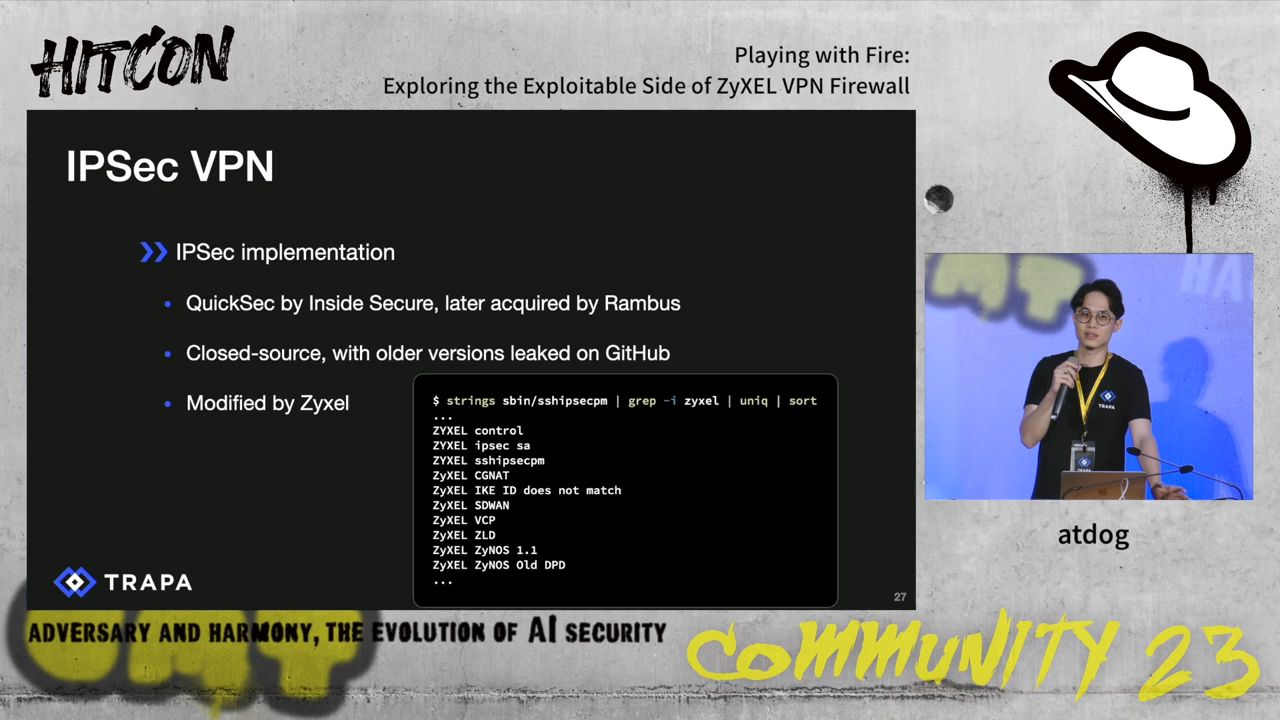 HITCON
Playing with Fire:
Exploring the Exploitable Side of ZyXEL VPN Firewall
IPSec VPN
IPSec implementation
• QuickSec by Inside Secure, later acquired by Rambus
• Closed-source, with older versions leaked on GitHub
• Modified by Zyxel
$ strings sbin/sshipsecpm | grep -i zyxel | uniq | sort
...
ZYXEL control
ZYXEL ipsec sa
ZYXEL sshipsecpm
ZyXEL CGNAT
ZyXEL IKE ID does not match
ZyXEL SDWAN
ZyXEL VCP
ZyXEL ZLD
ZyXEL ZyNOS 1.1
ZyXEL ZyNOS Old DPD
...
TRAPA
27
TRAPA
atdog
ADVERSARY AND HARMONY, THE EVOLUTION OF AI SECURITY
COMMUNITY 23